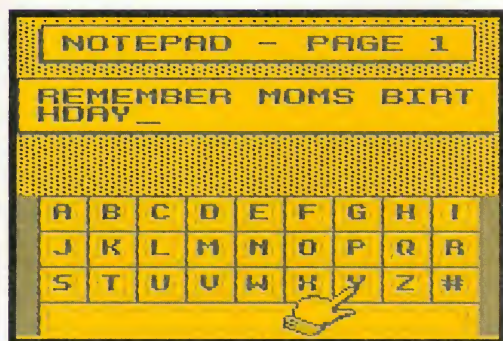 NOTEPAD - PAGE 1
REMEMBER MOMS BIRT
HDAY_
A B C D E F G H I
J K L M N O P Q R
S T U V W X Y Z #